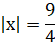 |x| = 9/4